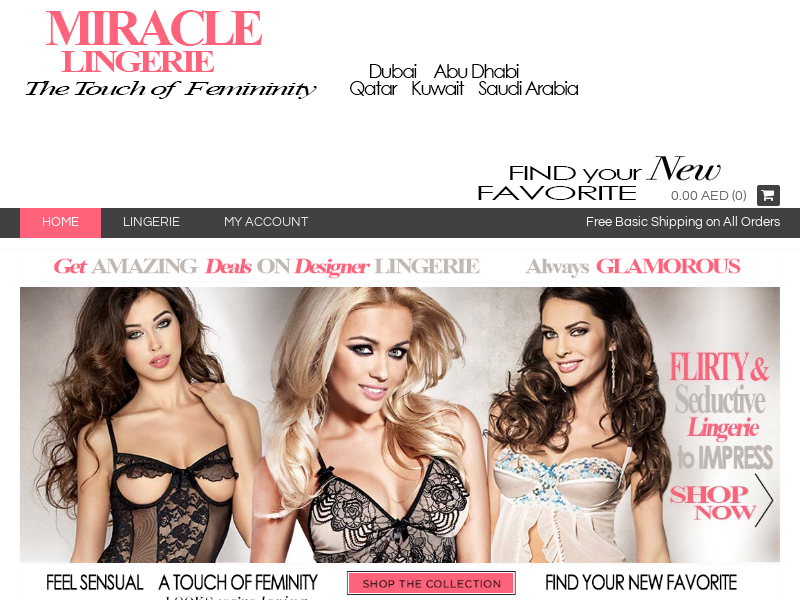 MIRACLE
LINGERIE
The Touch of Femininity
Dubai Abu Dhabi
Qatar Kuwait Saudi Arabia
FIND your New
FAVORITE
0.00 AED (0)
HOME LINGERIE MY ACCOUNT Free Basic Shipping on All Orders
Get AMAZING Deals ON Designer LINGERIE Always GLAMOROUS
FLIRTY &
Seductive
Lingerie
to IMPRESS
SHOP
NOW
FEEL SENSUAL A TOUCH OF FEMINITY SHOP THE COLLECTION FIND YOUR NEW FAVORITE